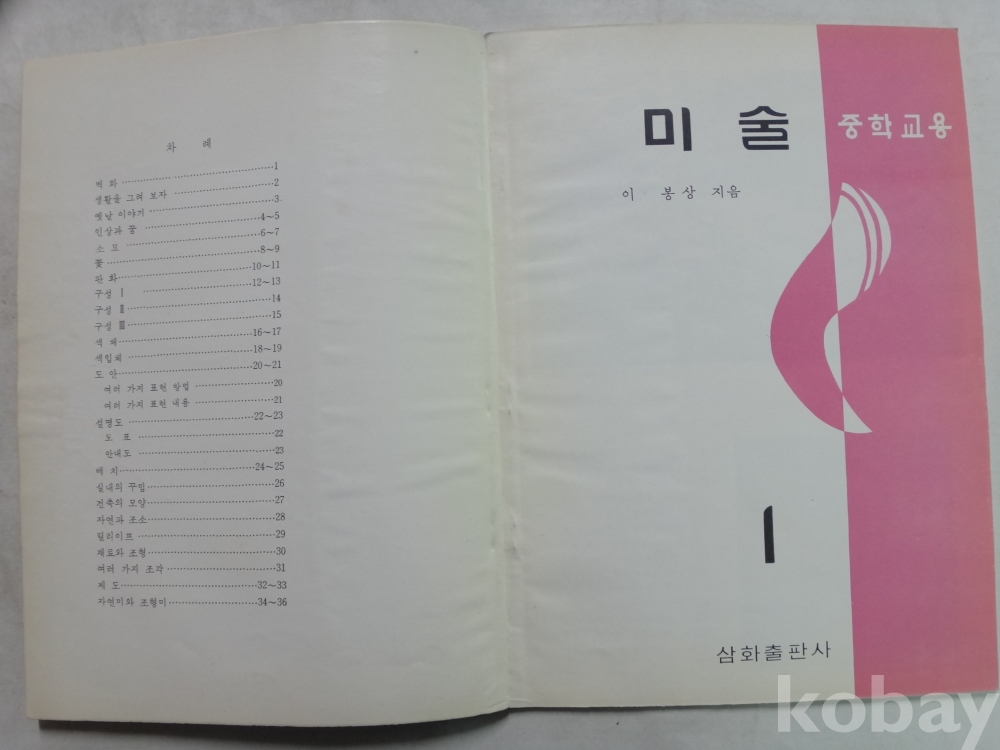 차 례
벽 화 ······················ 1
생활을 그려 보자 ······················ 2
옛날 이야기 ······················ 3
인상과 꿈 ······················ 4~5
소 묘 ······················ 6~7
꽃 ······················ 8~9
판 화 ······················ 10~11
구성 Ⅰ ······················ 12~13
구성 Ⅱ ······················ 14
구성 Ⅲ ······················ 15
색 채 ······················ 16~17
색입체 ······················ 18~19
도 안 ······················ 20~21
여러 가지 표현 방법 ······················ 20
여러 가지 표현 내용 ······················ 21
설명도 ······················ 22~23
도 표 ······················ 22
안내도 ······················ 23
배 치 ······················ 24~25
실내의 꾸밈 ······················ 26
건축의 모양 ······················ 27
자연과 조소 ······················ 28
릴리이프 ······················ 29
재료와 조형 ······················ 30
여러 가지 조각 ······················ 31
제 도 ······················ 32~33
자연미와 조형미 ······················ 34~36
미 술 중학교용
이 봉상 지음
1
삼화출판사
kobay